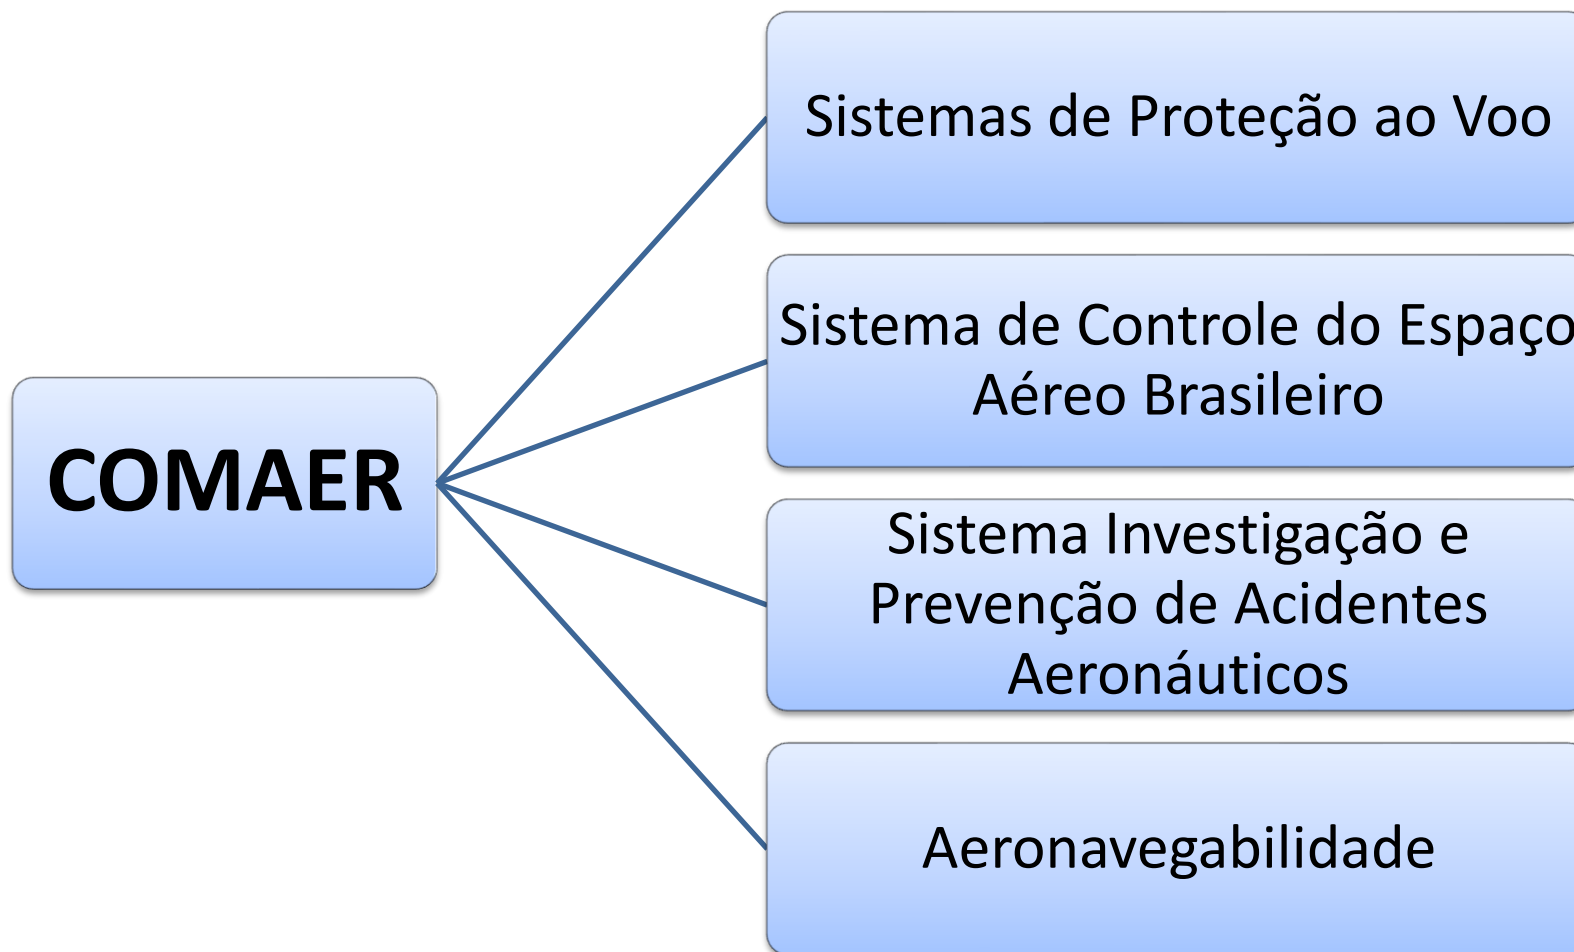 COMAER
Sistemas de Proteção ao Voo
Sistema de Controle do Espaço
Aéreo Brasileiro
Sistema Investigação e
Prevenção de Acidentes
Aeronáuticos
Aeronavegabilidade